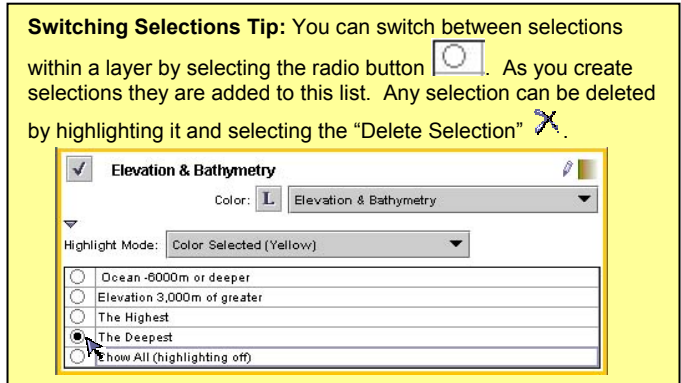 Switching Selections Tip: You can switch between selections
within a layer by selecting the radio button . As you create
selections they are added to this list. Any selection can be deleted
by highlighting it and selecting the “Delete Selection” .
Elevation & Bathymetry
Color: L Elevation & Bathymetry
Highlight Mode: Color Selected (Yellow)
Ocean -6000m or deeper
Elevation 3,000m of greater
The Highest
The Deepest
Show All (highlighting off)